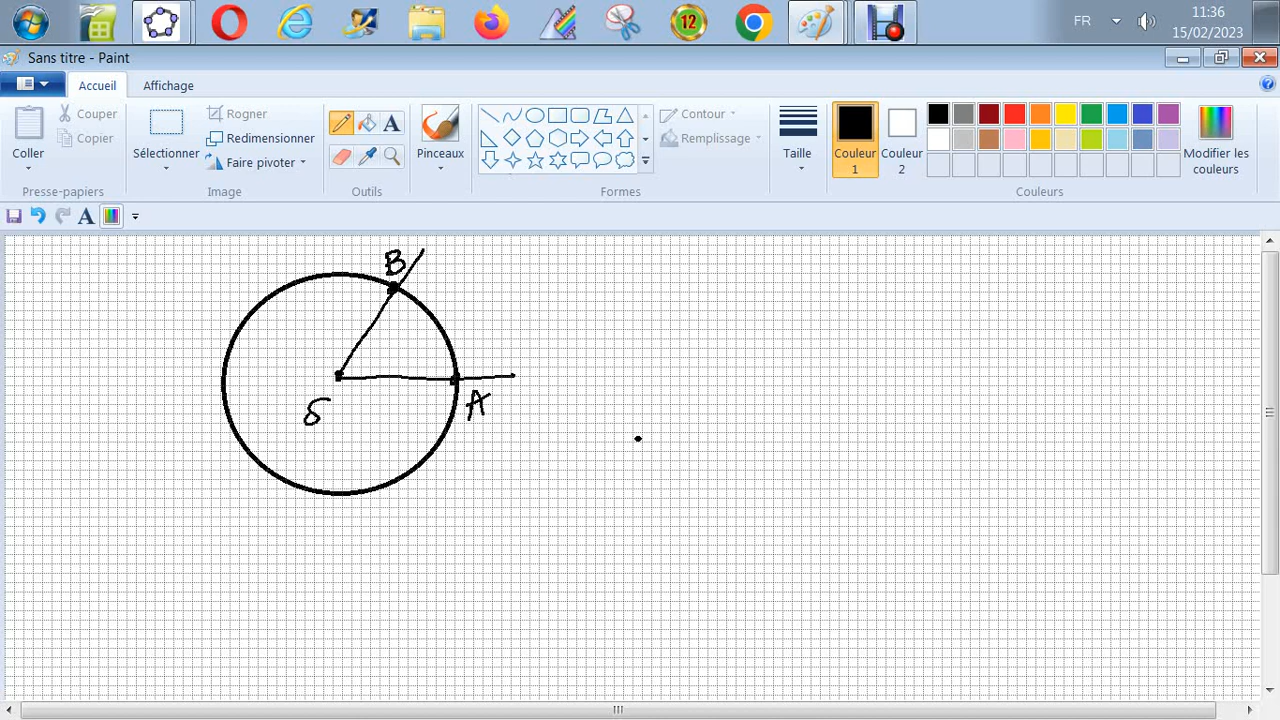 12
FR
11:36
15/02/2023
Sans titre - Paint
Accueil
Affichage
Coller
Couper
Copier
Presse-papiers
Sélectionner
Rogner
Redimensionner
Faire pivoter
Image
A
Outils
Pinceaux
Contour
Remplissage
Formes
Taille
Couleur
1
Couleur
2
Modifier les
couleurs
Couleurs
A
B
A